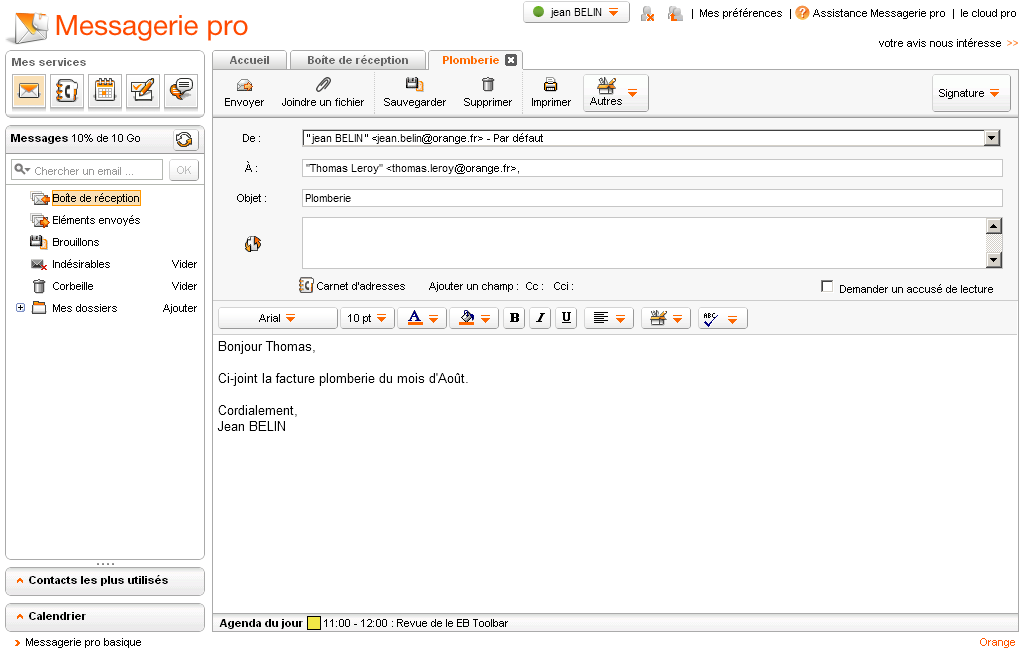 Messagerie pro
jean BELIN | Mes préférences | Assistance Messagerie pro | le cloud pro
votre avis nous intéresse >>
Mes services
Messages 10% de 10 Go
Chercher un email ... OK
Boîte de réception
Eléments envoyés
Brouillons
Indésirables Vider
Corbeille Vider
Mes dossiers Ajouter
Contacts les plus utilisés
Calendrier
Messagerie pro basique
Accueil Boîte de réception Plomberie
Envoyer Joindre un fichier Sauvegarder Supprimer Imprimer Autres Signature
De : "jean BELIN" <jean.belin@orange.fr> - Par défaut
À : "Thomas Leroy" <thomas.leroy@orange.fr>,
Objet : Plomberie
Carnet d'adresses Ajouter un champ : Cc : Cci : Demander un accusé de lecture
Arial 10 pt A B I U ABC
Bonjour Thomas,
Ci-joint la facture plomberie du mois d'Août.
Cordialement,
Jean BELIN
Agenda du jour 11:00 - 12:00 : Revue de le EB Toolbar
Orange